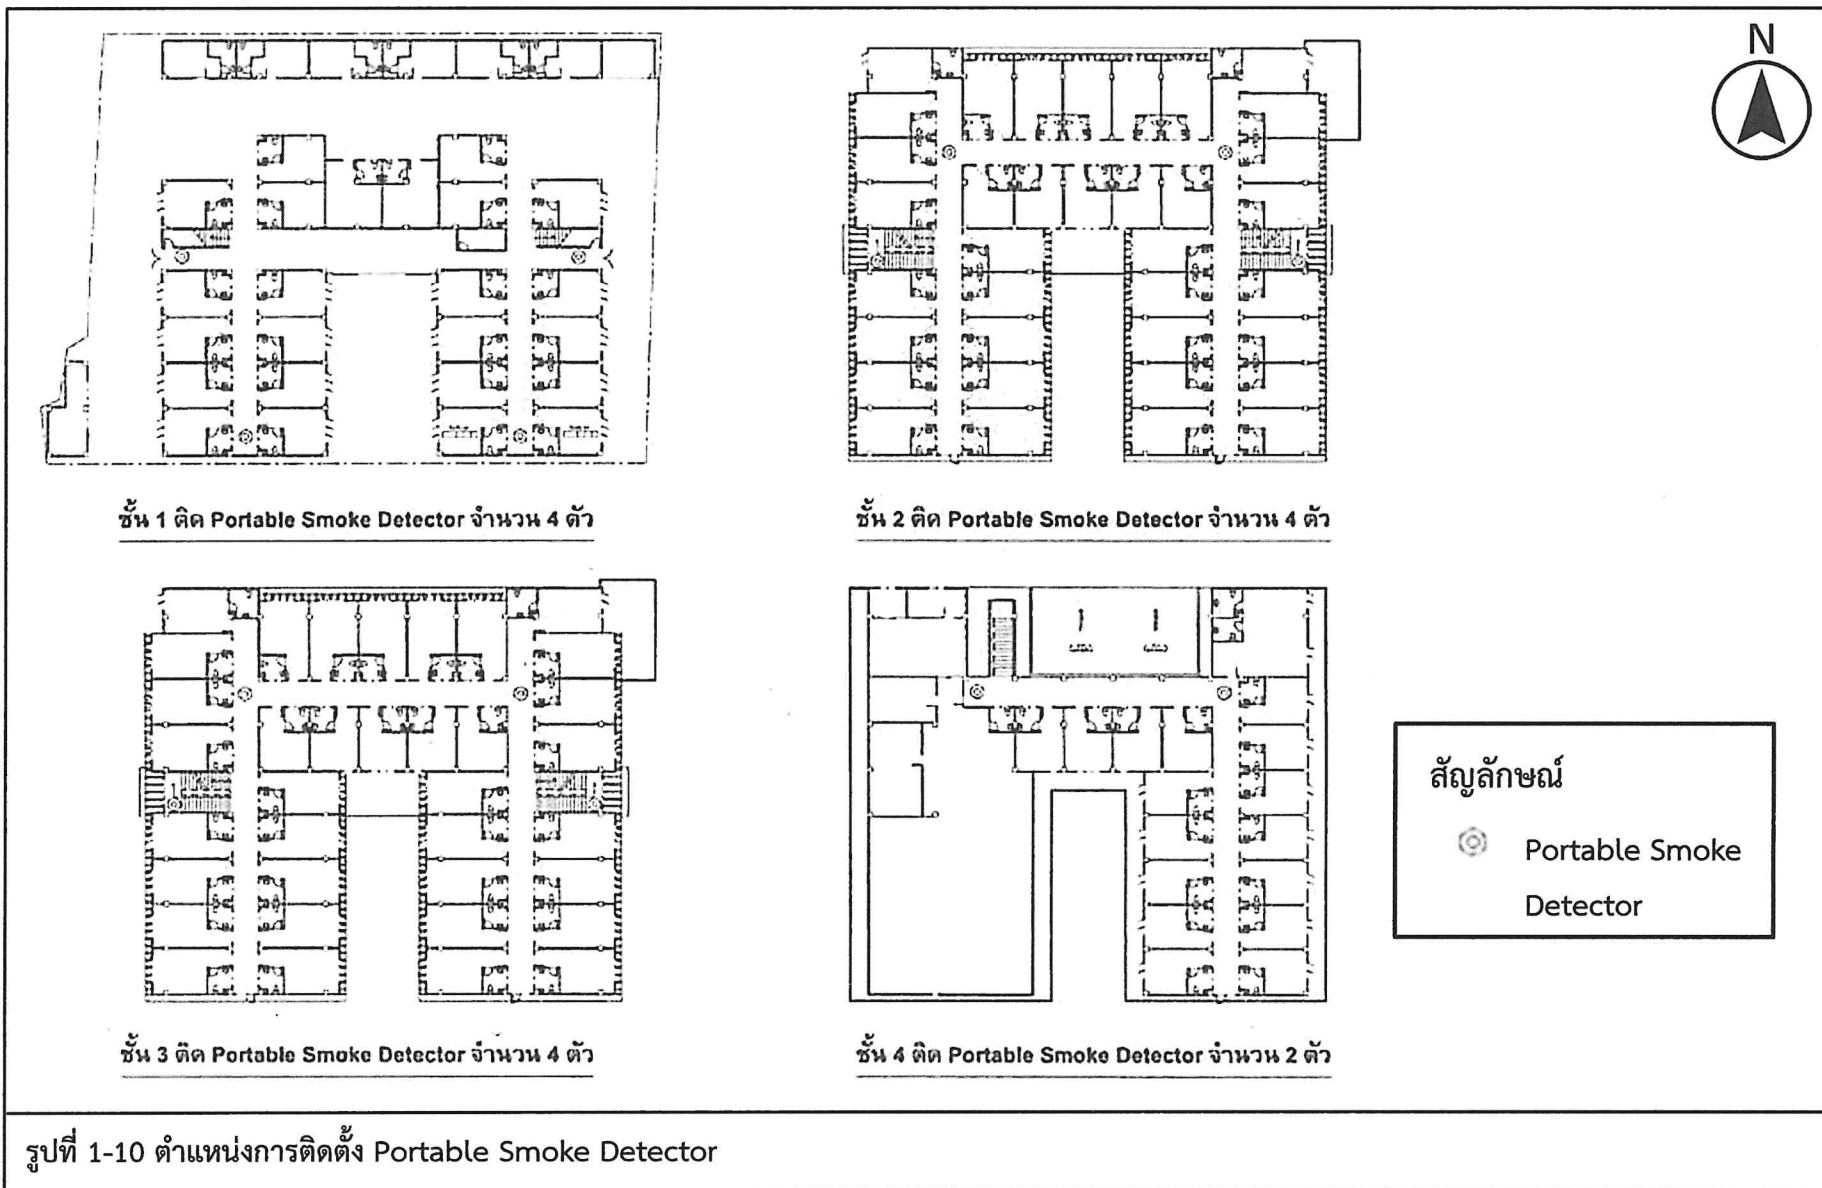 N
ชั้น 1 ติด Portable Smoke Detector จำนวน 4 ตัว
ชั้น 2 ติด Portable Smoke Detector จำนวน 4 ตัว
ชั้น 3 ติด Portable Smoke Detector จำนวน 4 ตัว
ชั้น 4 ติด Portable Smoke Detector จำนวน 2 ตัว
สัญลักษณ์
Portable Smoke
Detector
รูปที่ 1-10 ตำแหน่งการติดตั้ง Portable Smoke Detector